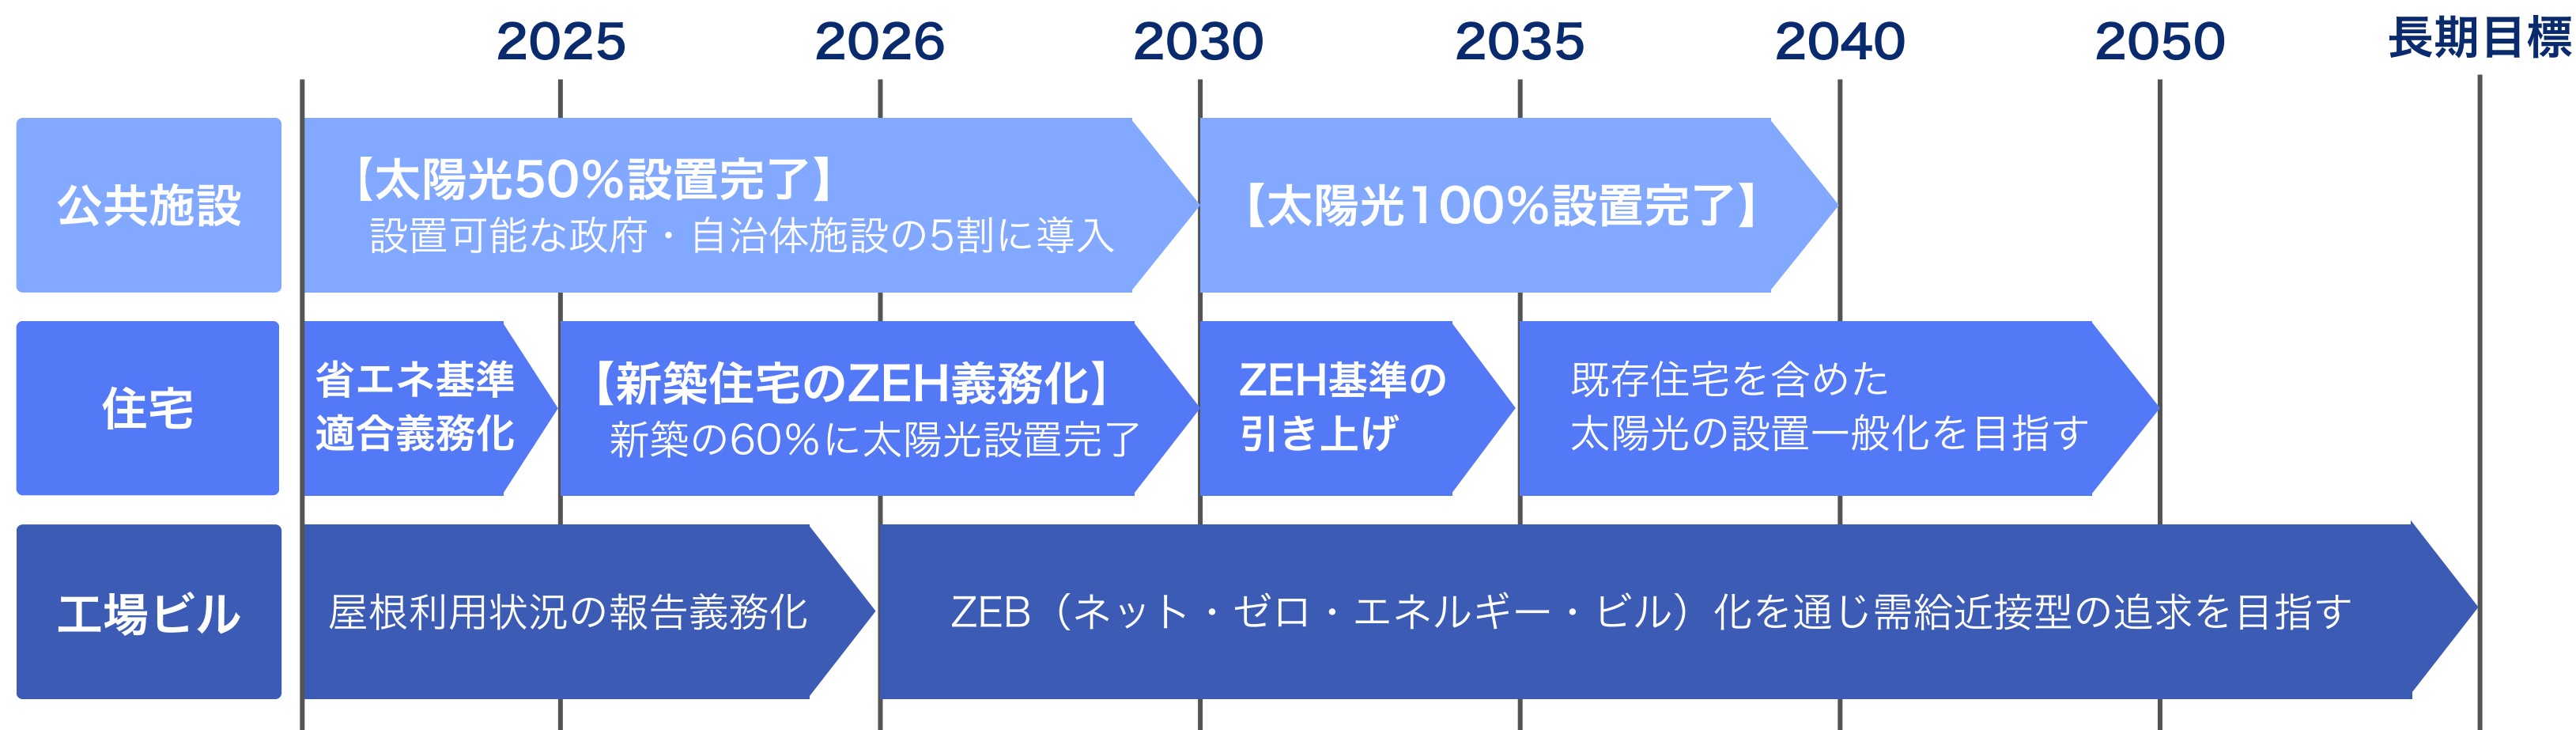 2025 2026 2030 2035 2040 2050 長期目標
公共施設
【太陽光50%設置完了】
設置可能な政府・自治体施設の5割に導入
【太陽光100%設置完了】
住宅
省エネ基準
適合義務化
【新築住宅のZEH義務化】
新築の60%に太陽光設置完了
ZEH基準の
引き上げ
既存住宅を含めた
太陽光の設置一般化を目指す
工場ビル
屋根利用状況の報告義務化
ZEB（ネット・ゼロ・エネルギー・ビル）化を通じ需給近接型の追求を目指す